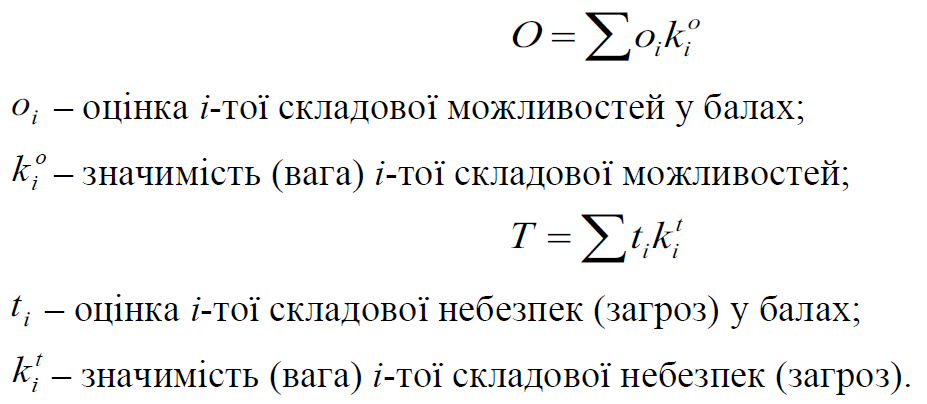 O = ∑oᵢkᵢᵒ
oᵢ – оцінка i-тої складової можливостей у балах;
kᵢᵒ – значимість (вага) i-тої складової можливостей;
T = ∑tᵢkᵢᵗ
tᵢ – оцінка i-тої складової небезпек (загроз) у балах;
kᵢᵗ – значимість (вага) i-тої складової небезпек (загроз).